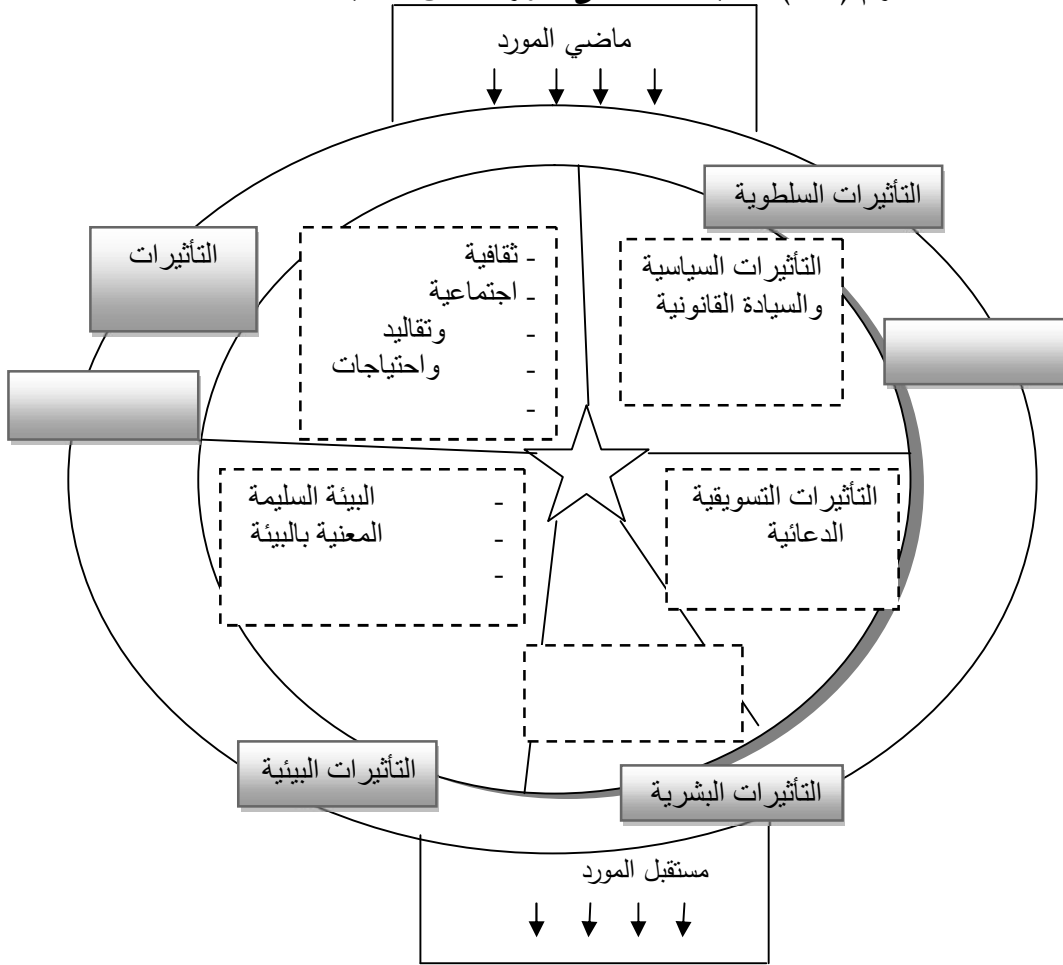 ماضي المورد
التأثيرات السلطوية
التأثيرات
- ثقافية
- اجتماعية
- وتقاليد
- واحتياجات
-
التأثيرات السياسية
والسيادة القانونية
- البيئة السليمة
- المعنية بالبيئة
-
التأثيرات التسويقية
الدعائية
التأثيرات البيئية
التأثيرات البشرية
مستقبل المورد